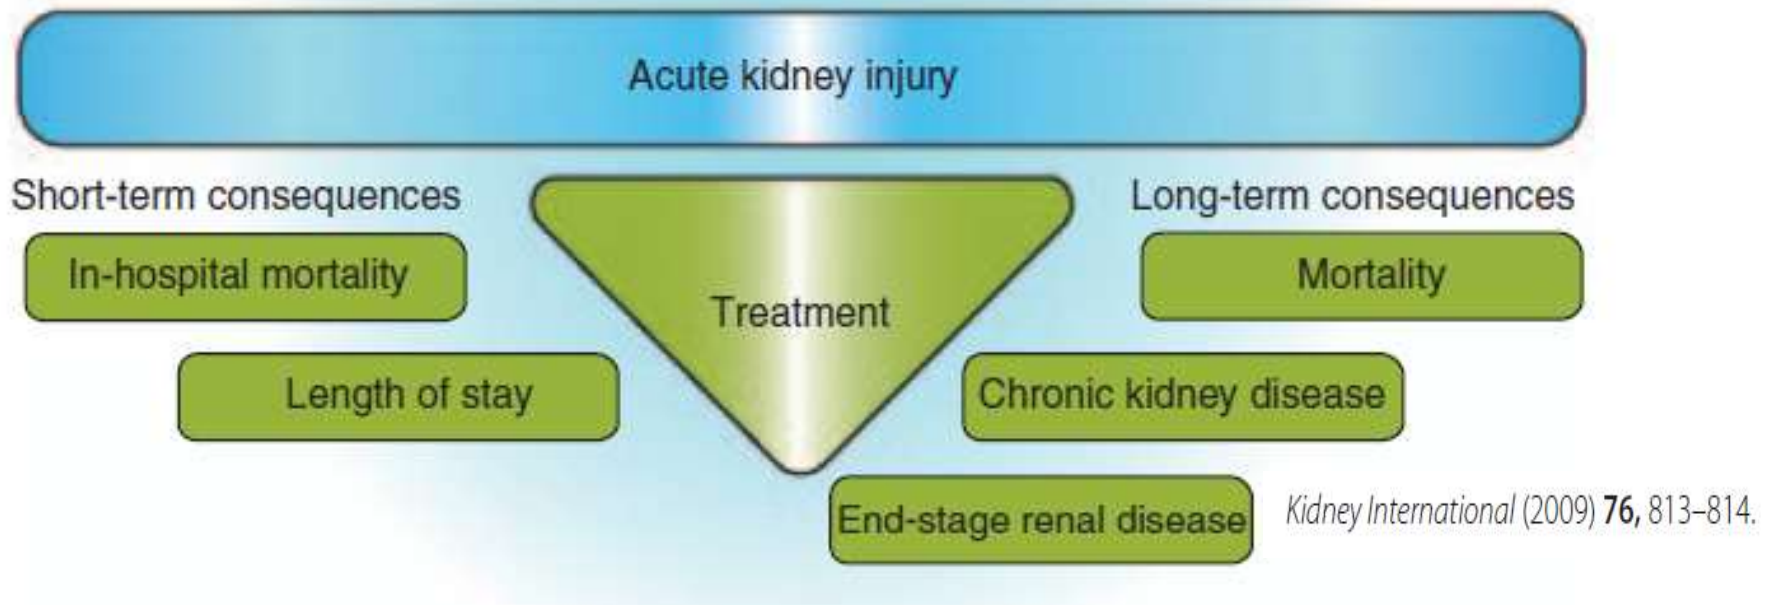 Acute kidney injury
Short-term consequences
In-hospital mortality
Length of stay
Treatment
Long-term consequences
Mortality
Chronic kidney disease
End-stage renal disease
Kidney International (2009) 76, 813–814.